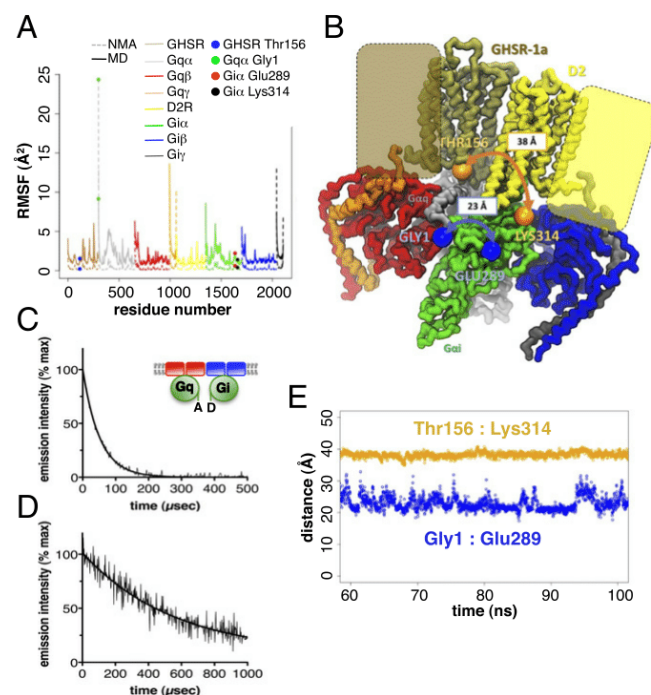 A
NMA
MD
GHSR
Gqα
Gqβ
Gqγ
D2R
Giα
Giβ
Giγ
GHSR Thr156
Gqα Gly1
Giα Glu289
Giα Lys314
RMSF (Å²)
25
20
15
10
5
0
0 500 1000 1500 2000
residue number
B
GHSR-1a
D2
THR156
38 Å
Gαq
23 Å
GLY1
LYS314
GLU289
Gαi
C
emission intensity (% max)
100
50
0
Gq Gi
A D
0 100 200 300 400 500
time (µsec)
D
emission intensity (% max)
100
50
0
0 200 400 600 800 1000
time (µsec)
E
distance (Å)
50
40
30
20
10
0
Thr156 : Lys314
Gly1 : Glu289
60 70 80 90 100
time (ns)